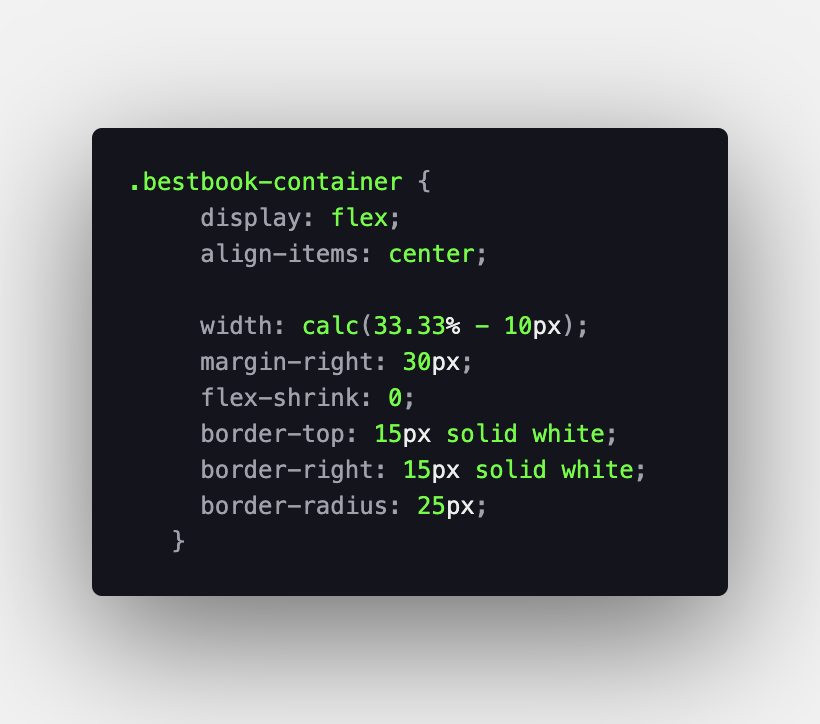 .bestbook-container {
display: flex;
align-items: center;
width: calc(33.33% - 10px);
margin-right: 30px;
flex-shrink: 0;
border-top: 15px solid white;
border-right: 15px solid white;
border-radius: 25px;
}